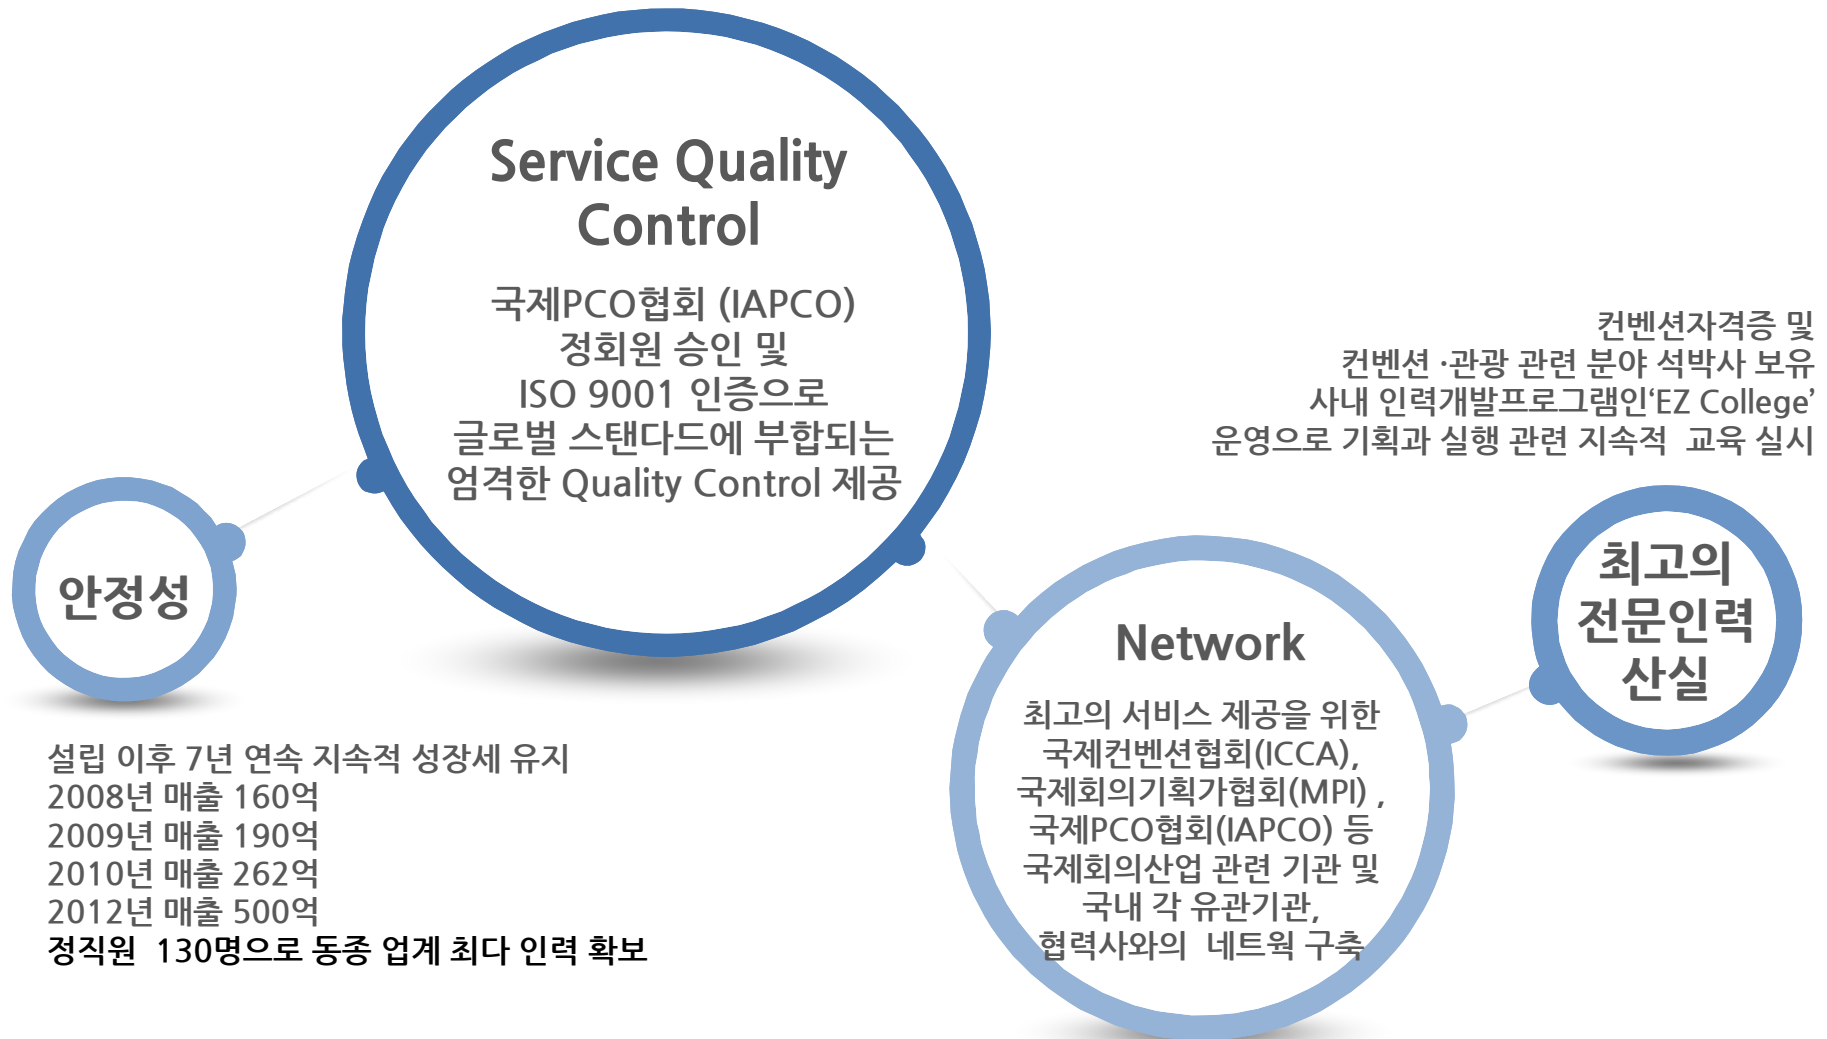 Service Quality
Control
국제PCO협회 (IAPCO)
정회원 승인 및
ISO 9001 인증으로
글로벌 스탠다드에 부합되는
엄격한 Quality Control 제공
안정성
설립 이후 7년 연속 지속적 성장세 유지
2008년 매출 160억
2009년 매출 190억
2010년 매출 262억
2012년 매출 500억
정직원  130명으로 동종 업계 최다 인력 확보
Network
최고의 서비스 제공을 위한
국제컨벤션협회(ICCA),
국제회의기획가협회(MPI) ,
국제PCO협회(IAPCO) 등
국제회의산업 관련 기관 및
국내 각 유관기관,
협력사와의  네트웍 구축
컨벤션자격증 및
컨벤션 ·관광 관련 분야 석박사 보유
사내 인력개발프로그램인‘EZ College’
운영으로 기획과 실행 관련 지속적  교육 실시
최고의
전문인력
산실